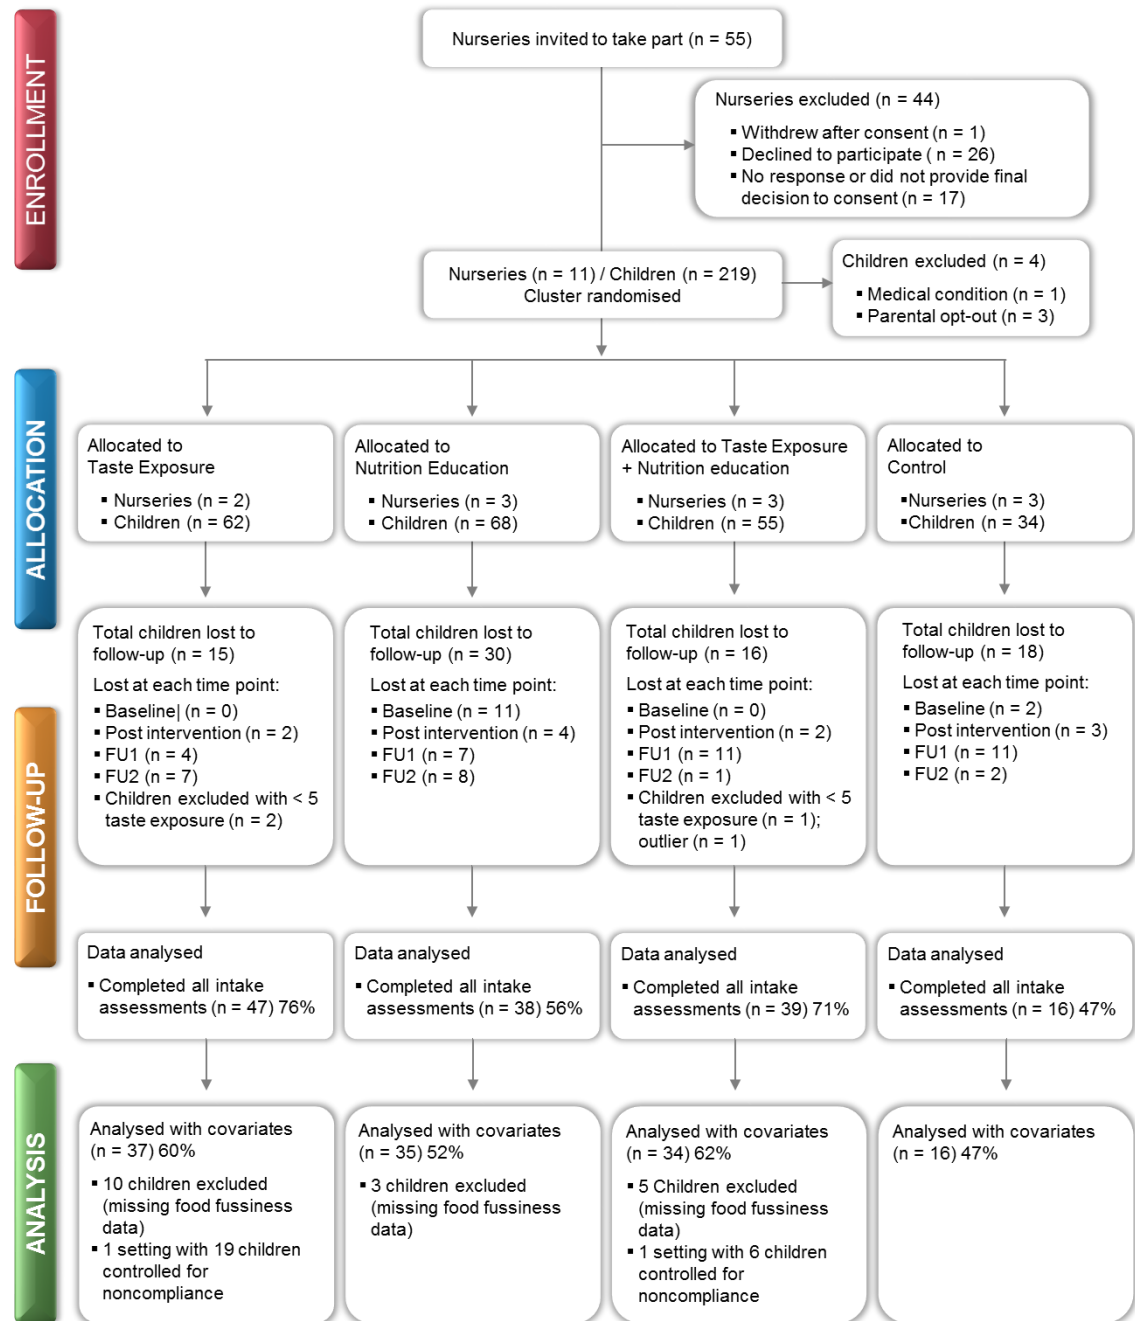 ENROLLMENT
Nurseries invited to take part (n = 55)
Nurseries excluded (n = 44)
▪ Withdrew after consent (n = 1)
▪ Declined to participate ( n = 26)
▪ No response or did not provide final
decision to consent (n = 17)
Nurseries (n = 11) / Children (n = 219)
Cluster randomised
Children excluded (n = 4)
▪ Medical condition (n = 1)
▪ Parental opt-out (n = 3)
ALLOCATION
Allocated to
Taste Exposure
▪ Nurseries (n = 2)
▪ Children (n = 62)
Allocated to
Nutrition Education
▪ Nurseries (n = 3)
▪ Children (n = 68)
Allocated to Taste Exposure
+ Nutrition education
▪ Nurseries (n = 3)
▪ Children (n = 55)
Allocated to
Control
▪ Nurseries (n = 3)
▪ Children (n = 34)
FOLLOW-UP
Total children lost to
follow-up (n = 15)
Lost at each time point:
▪ Baseline| (n = 0)
▪ Post intervention (n = 2)
▪ FU1 (n = 4)
▪ FU2 (n = 7)
▪ Children excluded with < 5
taste exposure (n = 2)
Total children lost to
follow-up (n = 30)
Lost at each time point:
▪ Baseline (n = 11)
▪ Post intervention (n = 4)
▪ FU1 (n = 7)
▪ FU2 (n = 8)
Total children lost to
follow-up (n = 16)
Lost at each time point:
▪ Baseline (n = 0)
▪ Post intervention (n = 2)
▪ FU1 (n = 11)
▪ FU2 (n = 1)
▪ Children excluded with < 5
taste exposure (n = 1);
outlier (n = 1)
Total children lost to
follow-up (n = 18)
Lost at each time point:
▪ Baseline (n = 2)
▪ Post intervention (n = 3)
▪ FU1 (n = 11)
▪ FU2 (n = 2)
Data analysed
▪ Completed all intake
assessments (n = 47) 76%
Data analysed
▪ Completed all intake
assessments (n = 38) 56%
Data analysed
▪ Completed all intake
assessments (n = 39) 71%
Data analysed
▪ Completed all intake
assessments (n = 16) 47%
ANALYSIS
Analysed with covariates
(n = 37) 60%
▪ 10 children excluded
(missing food fussiness
data)
▪ 1 setting with 19 children
controlled for
noncompliance
Analysed with covariates
(n = 35) 52%
▪ 3 children excluded
(missing food fussiness
data)
Analysed with covariates
(n = 34) 62%
▪ 5 Children excluded
(missing food fussiness
data)
▪ 1 setting with 6 children
controlled for
noncompliance
Analysed with covariates
(n = 16) 47%